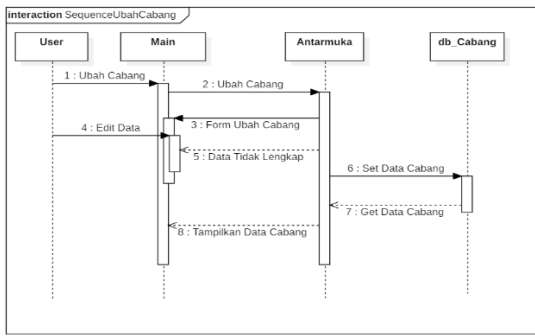 interaction SequenceUbahCabang
User
Main
Antarmuka
db_Cabang
1 : Ubah Cabang
2 : Ubah Cabang
3 : Form Ubah Cabang
4 : Edit Data
5 : Data Tidak Lengkap
6 : Set Data Cabang
7 : Get Data Cabang
8 : Tampilkan Data Cabang